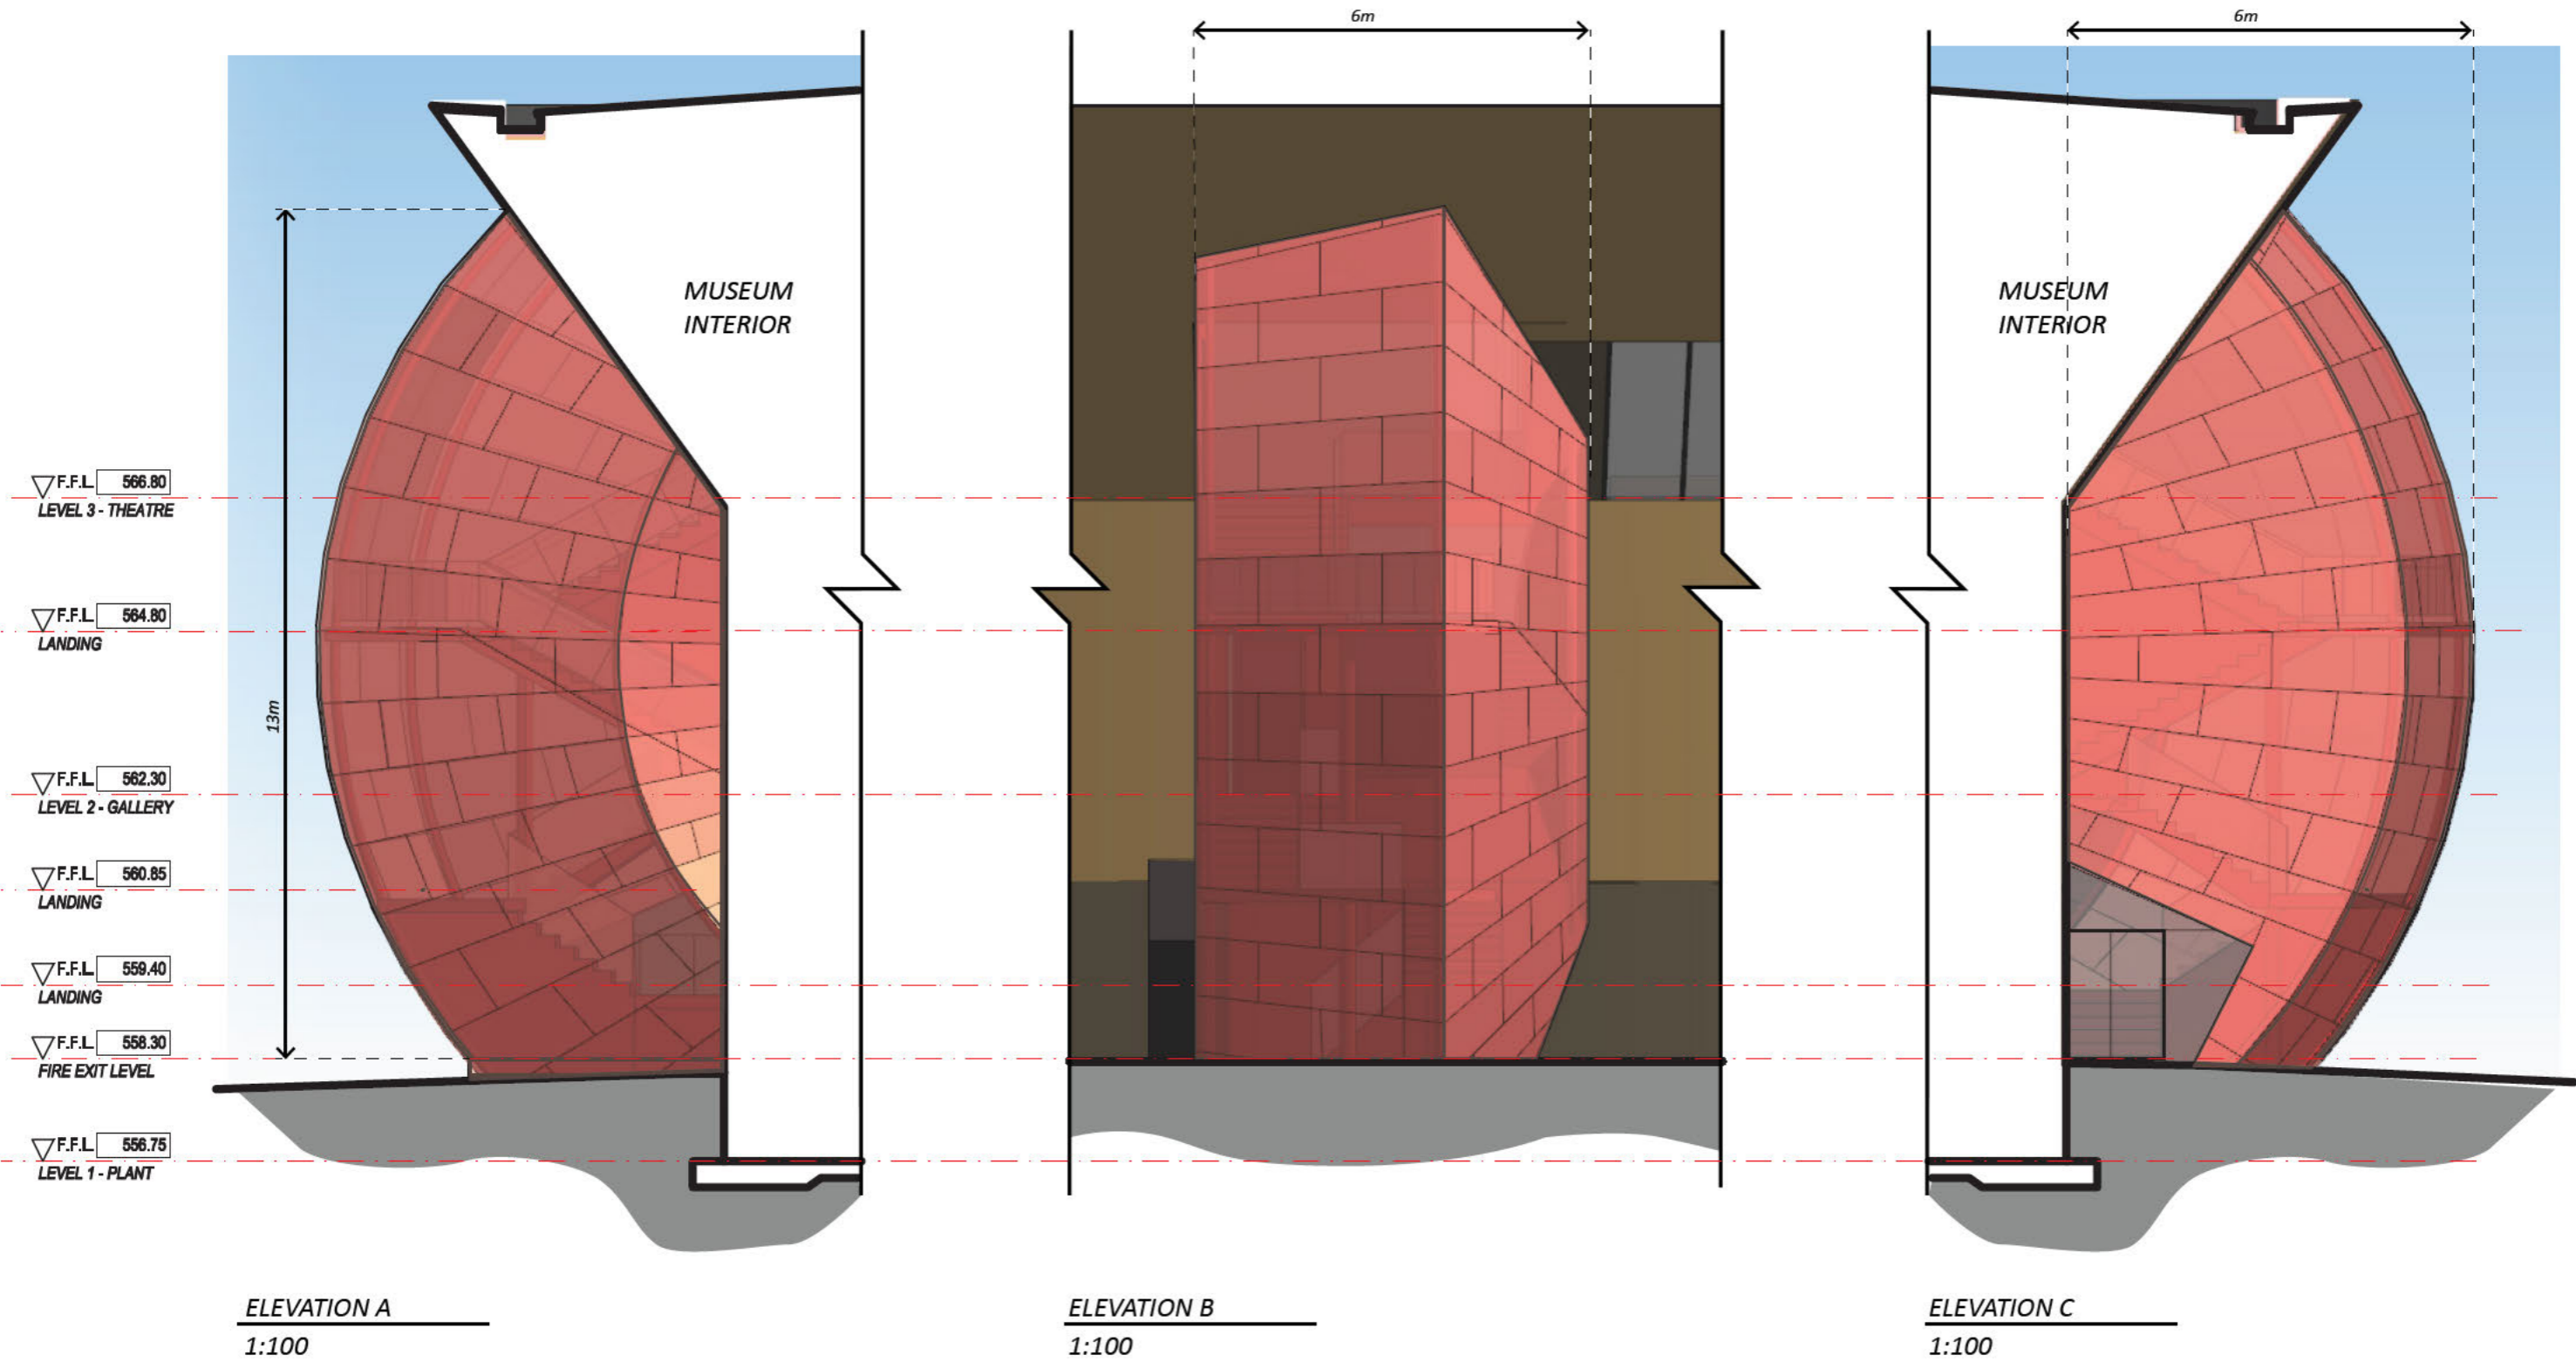 6m
6m
MUSEUM
INTERIOR
MUSEUM
INTERIOR
F.F.L 566.80
LEVEL 3 - THEATRE
F.F.L 564.80
LANDING
13m
F.F.L 562.30
LEVEL 2 - GALLERY
F.F.L 560.85
LANDING
F.F.L 559.40
LANDING
F.F.L 558.30
FIRE EXIT LEVEL
F.F.L 556.75
LEVEL 1 - PLANT
ELEVATION A
1:100
ELEVATION B
1:100
ELEVATION C
1:100